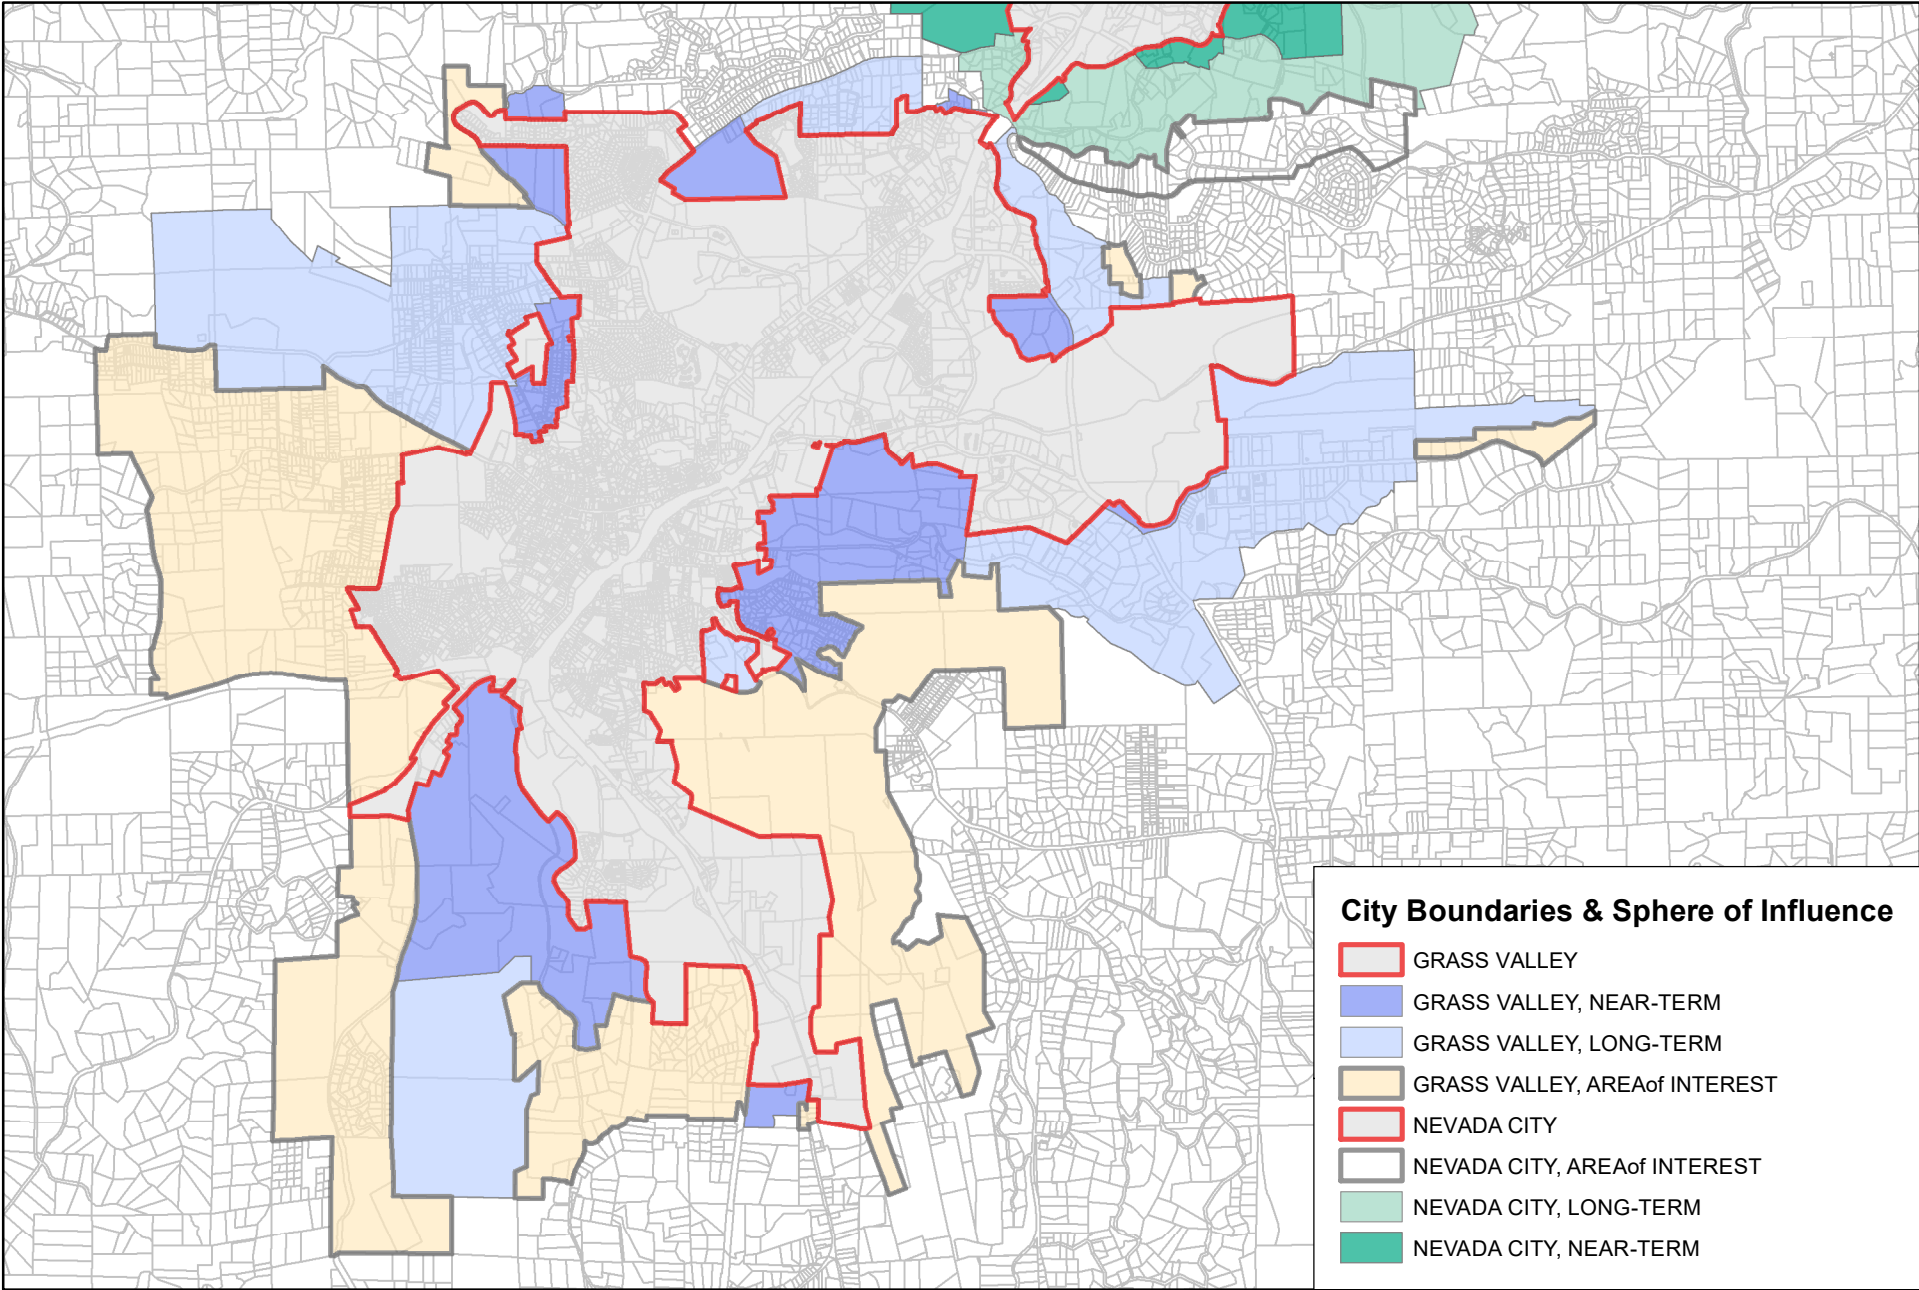 City Boundaries & Sphere of Influence
GRASS VALLEY
GRASS VALLEY, NEAR-TERM
GRASS VALLEY, LONG-TERM
GRASS VALLEY, AREAof INTEREST
NEVADA CITY
NEVADA CITY, AREAof INTEREST
NEVADA CITY, LONG-TERM
NEVADA CITY, NEAR-TERM